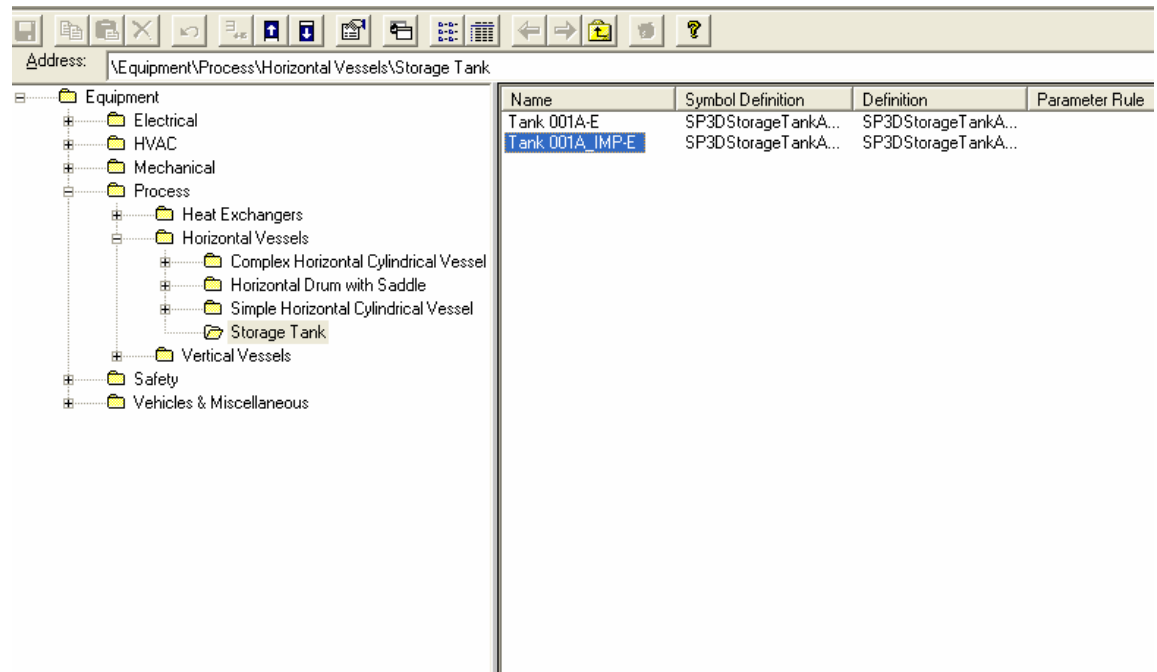 Address: \Equipment\Process\Horizontal Vessels\Storage Tank
Equipment
Electrical
HVAC
Mechanical
Process
Heat Exchangers
Horizontal Vessels
Complex Horizontal Cylindrical Vessel
Horizontal Drum with Saddle
Simple Horizontal Cylindrical Vessel
Storage Tank
Vertical Vessels
Safety
Vehicles & Miscellaneous
Name Symbol Definition Definition Parameter Rule
Tank 001A-E SP3DStorageTankA... SP3DStorageTankA...
Tank 001A_IMP-E SP3DStorageTankA... SP3DStorageTankA...